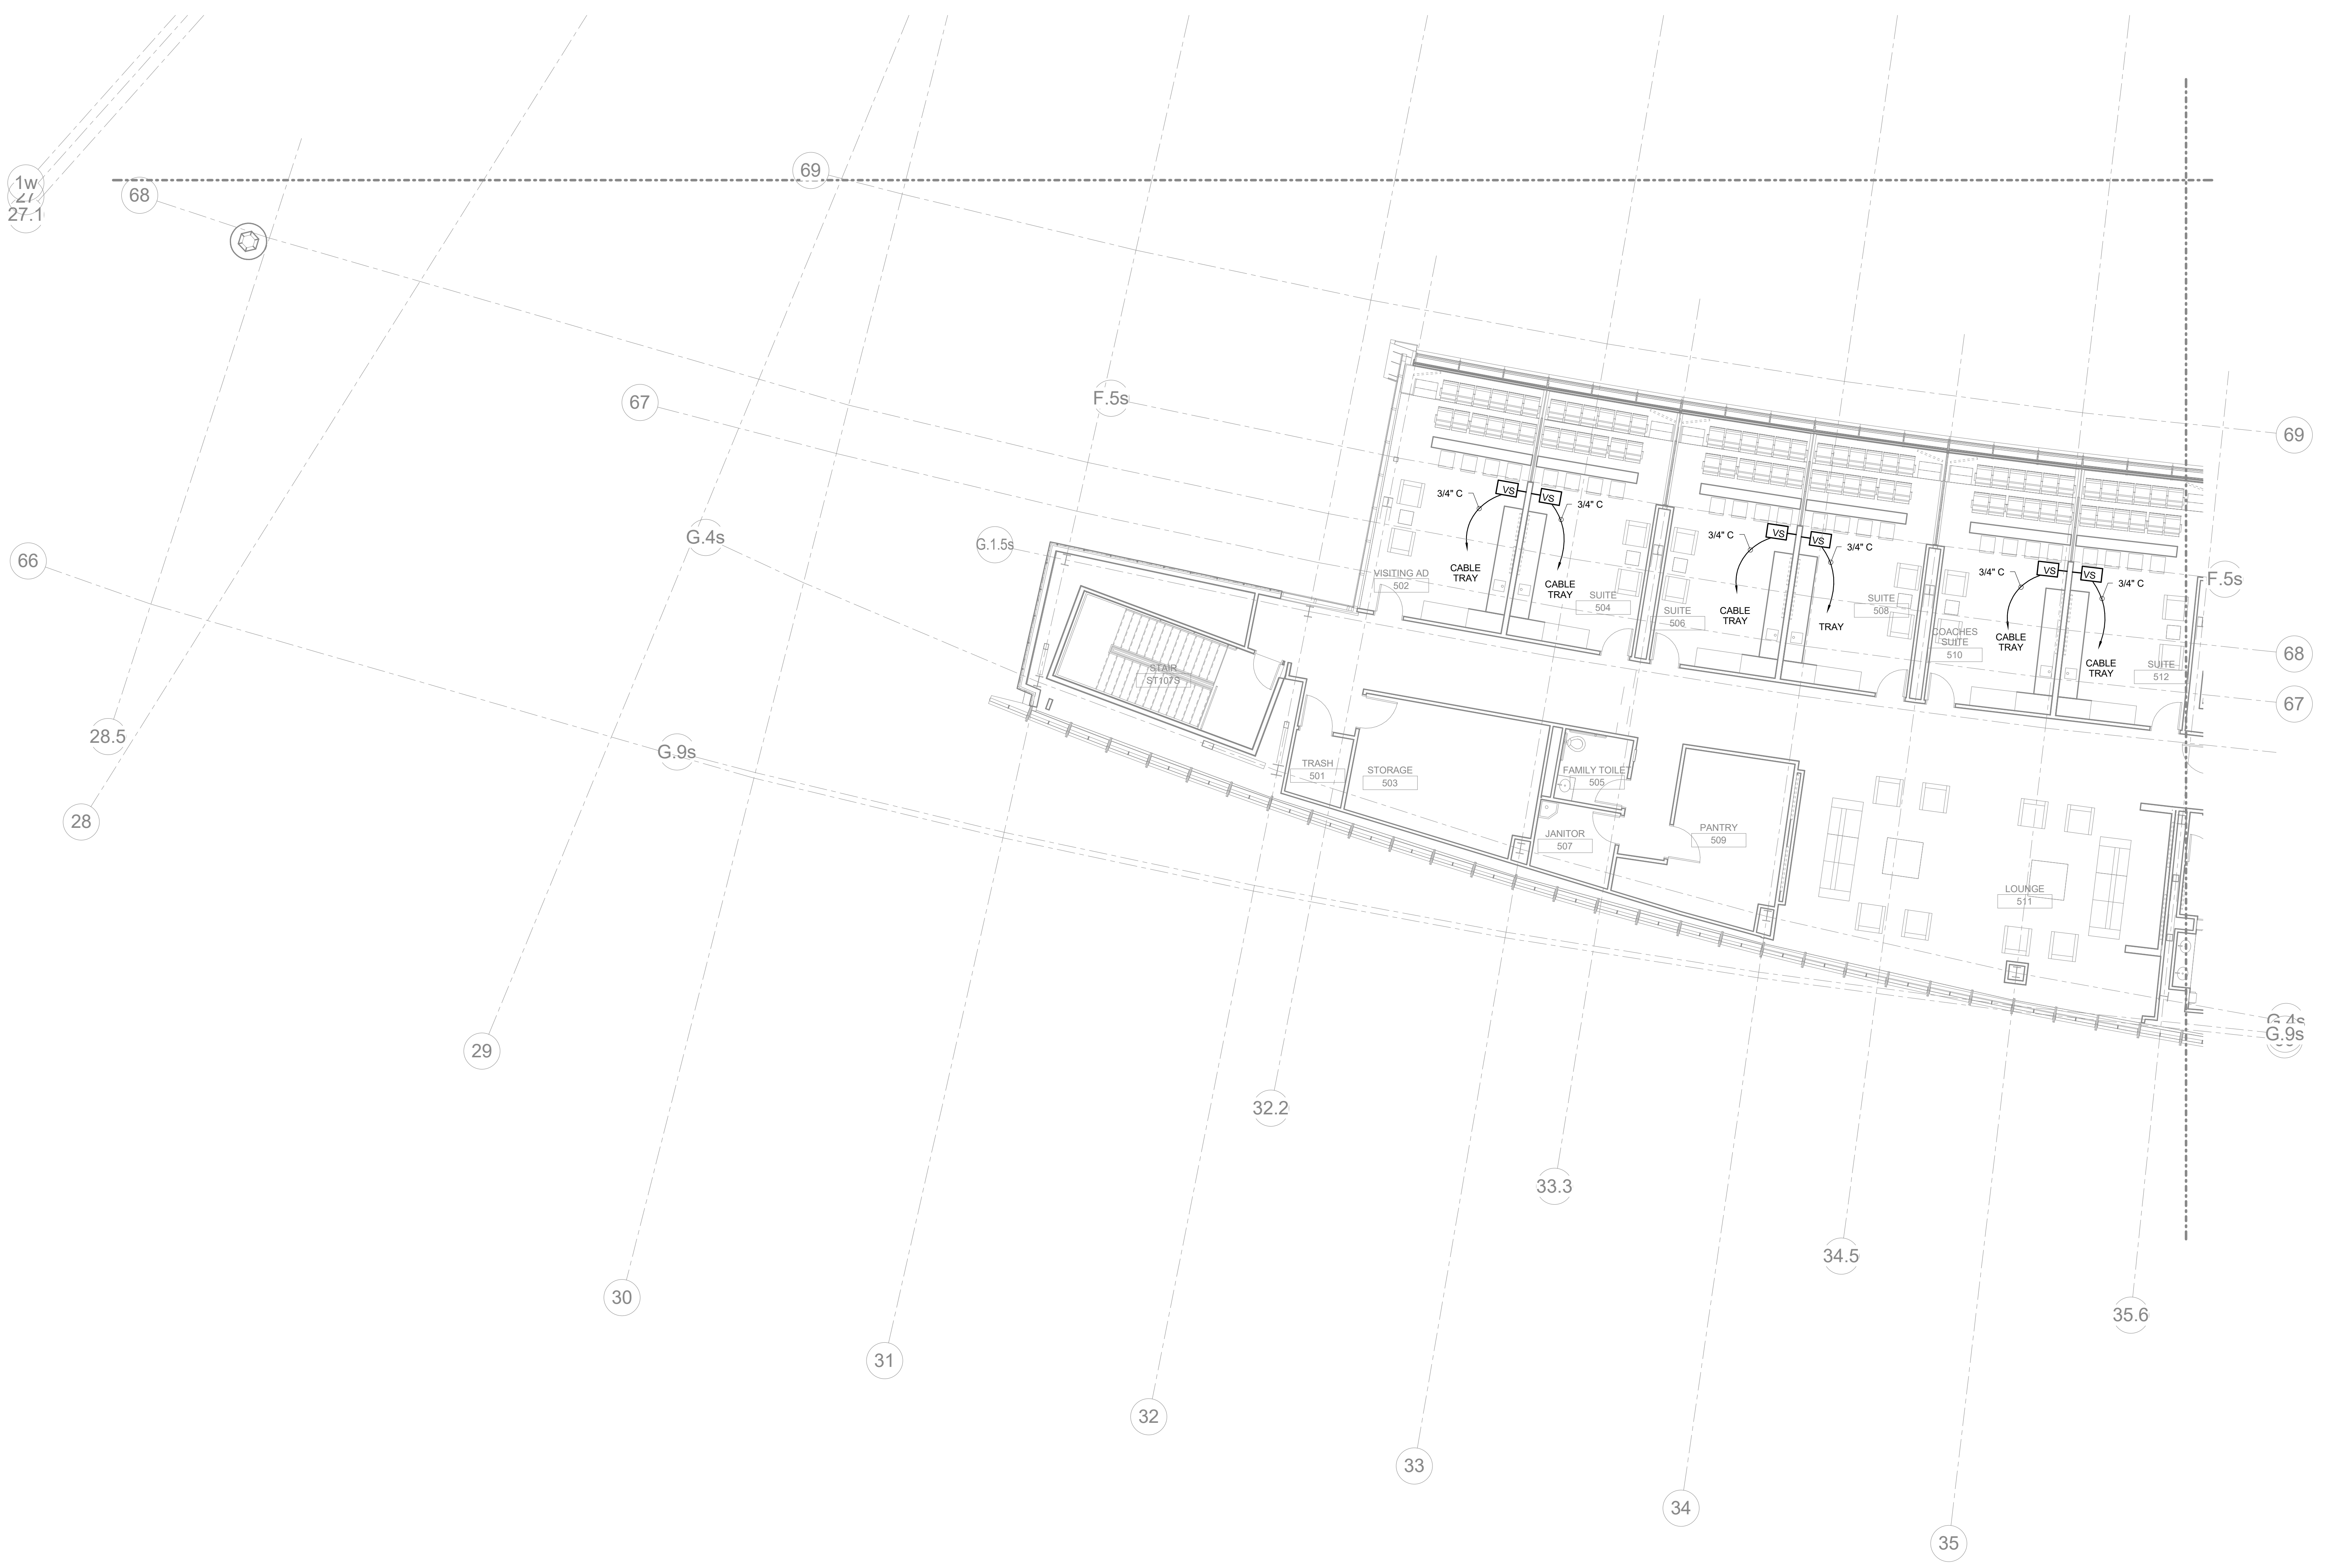 1w
27
27.1
68
69
67
F.5s
69
66
G.4s
G.1.5s
3/4" C
VS
VS
3/4" C
CABLE
TRAY
CABLE
TRAY
VISITING AD
502
SUITE
504
3/4" C
VS
VS
3/4" C
CABLE
TRAY
TRAY
SUITE
506
SUITE
508
3/4" C
VS
VS
3/4" C
CABLE
TRAY
CABLE
TRAY
COACHES
SUITE
510
SUITE
512
F.5s
68
67
STAIR
ST107S
28.5
28
G.9s
TRASH
501
STORAGE
503
FAMILY TOILET
505
JANITOR
507
PANTRY
509
LOUNGE
511
G.4s
G.9s
29
32.2
33.3
34.5
30
35.6
31
32
33
34
35